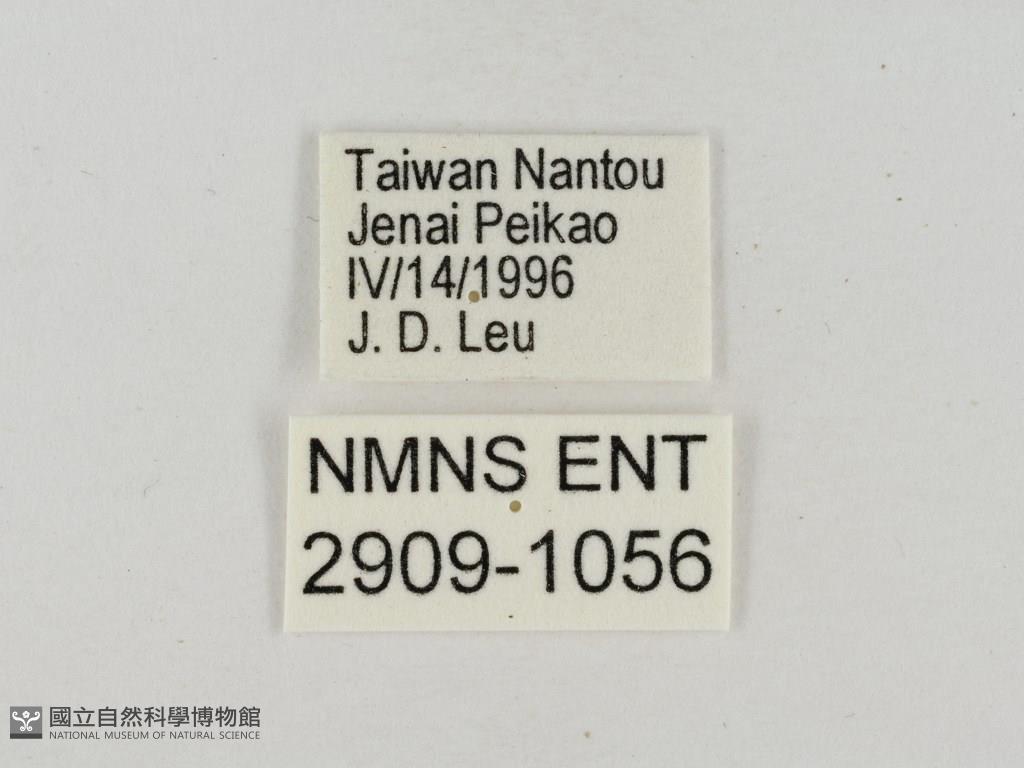 Taiwan Nantou
Jenai Peikao
IV/14/1996
J. D. Leu
NMNS ENT
2909-1056
國立自然科學博物館
NATIONAL MUSEUM OF NATURAL SCIENCE